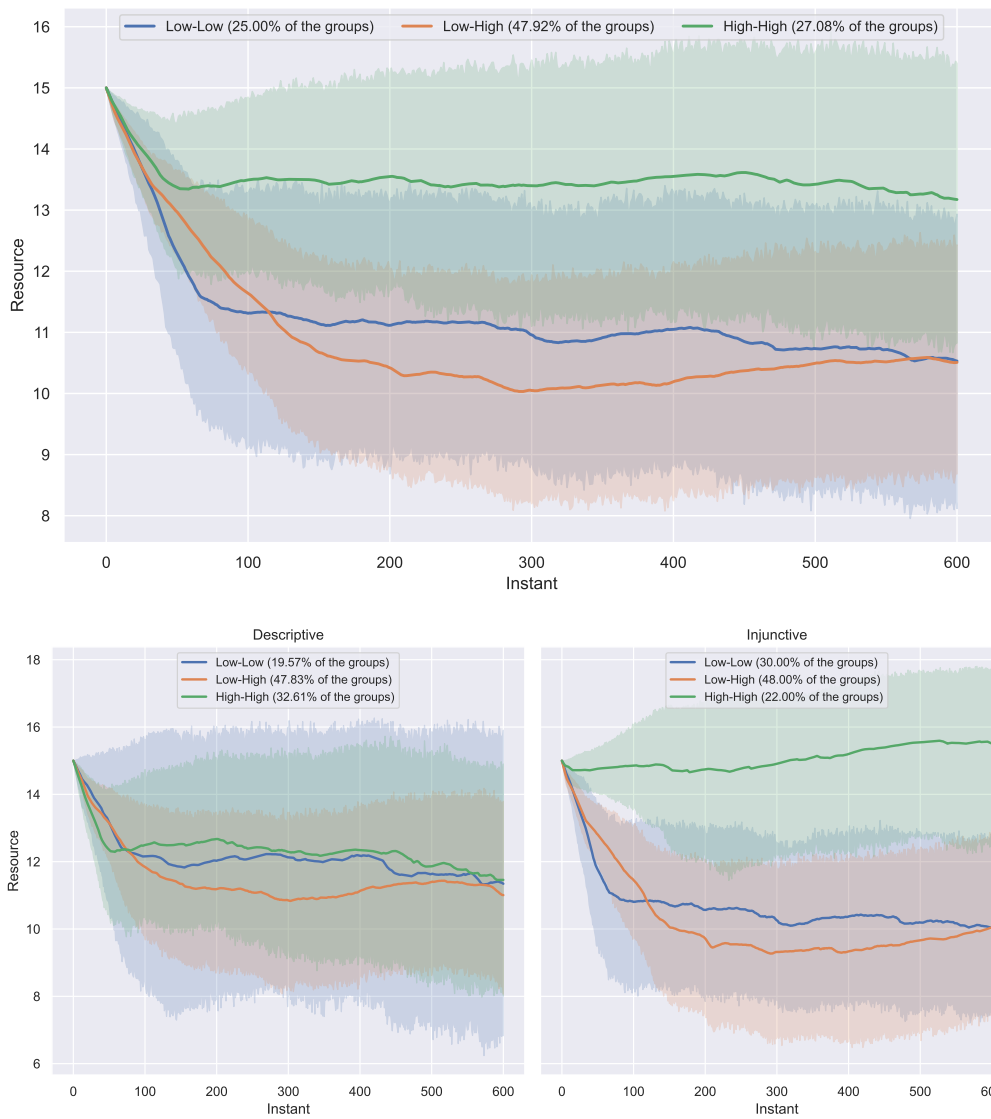 Low-Low (25.00% of the groups) Low-High (47.92% of the groups) High-High (27.08% of the groups)
16
15
14
13
12
11
10
9
8
Resource
0 100 200 300 400 500 600
Instant
Descriptive
Low-Low (19.57% of the groups)
Low-High (47.83% of the groups)
High-High (32.61% of the groups)
18
16
14
12
10
8
6
Resource
0 100 200 300 400 500 600
Instant
Injunctive
Low-Low (30.00% of the groups)
Low-High (48.00% of the groups)
High-High (22.00% of the groups)
0 100 200 300 400 500
Instant